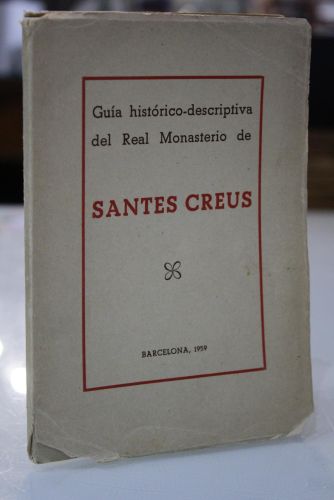 Guía histórico-descriptiva
del Real Monasterio de
SANTES CREUS
BARCELONA, 1959